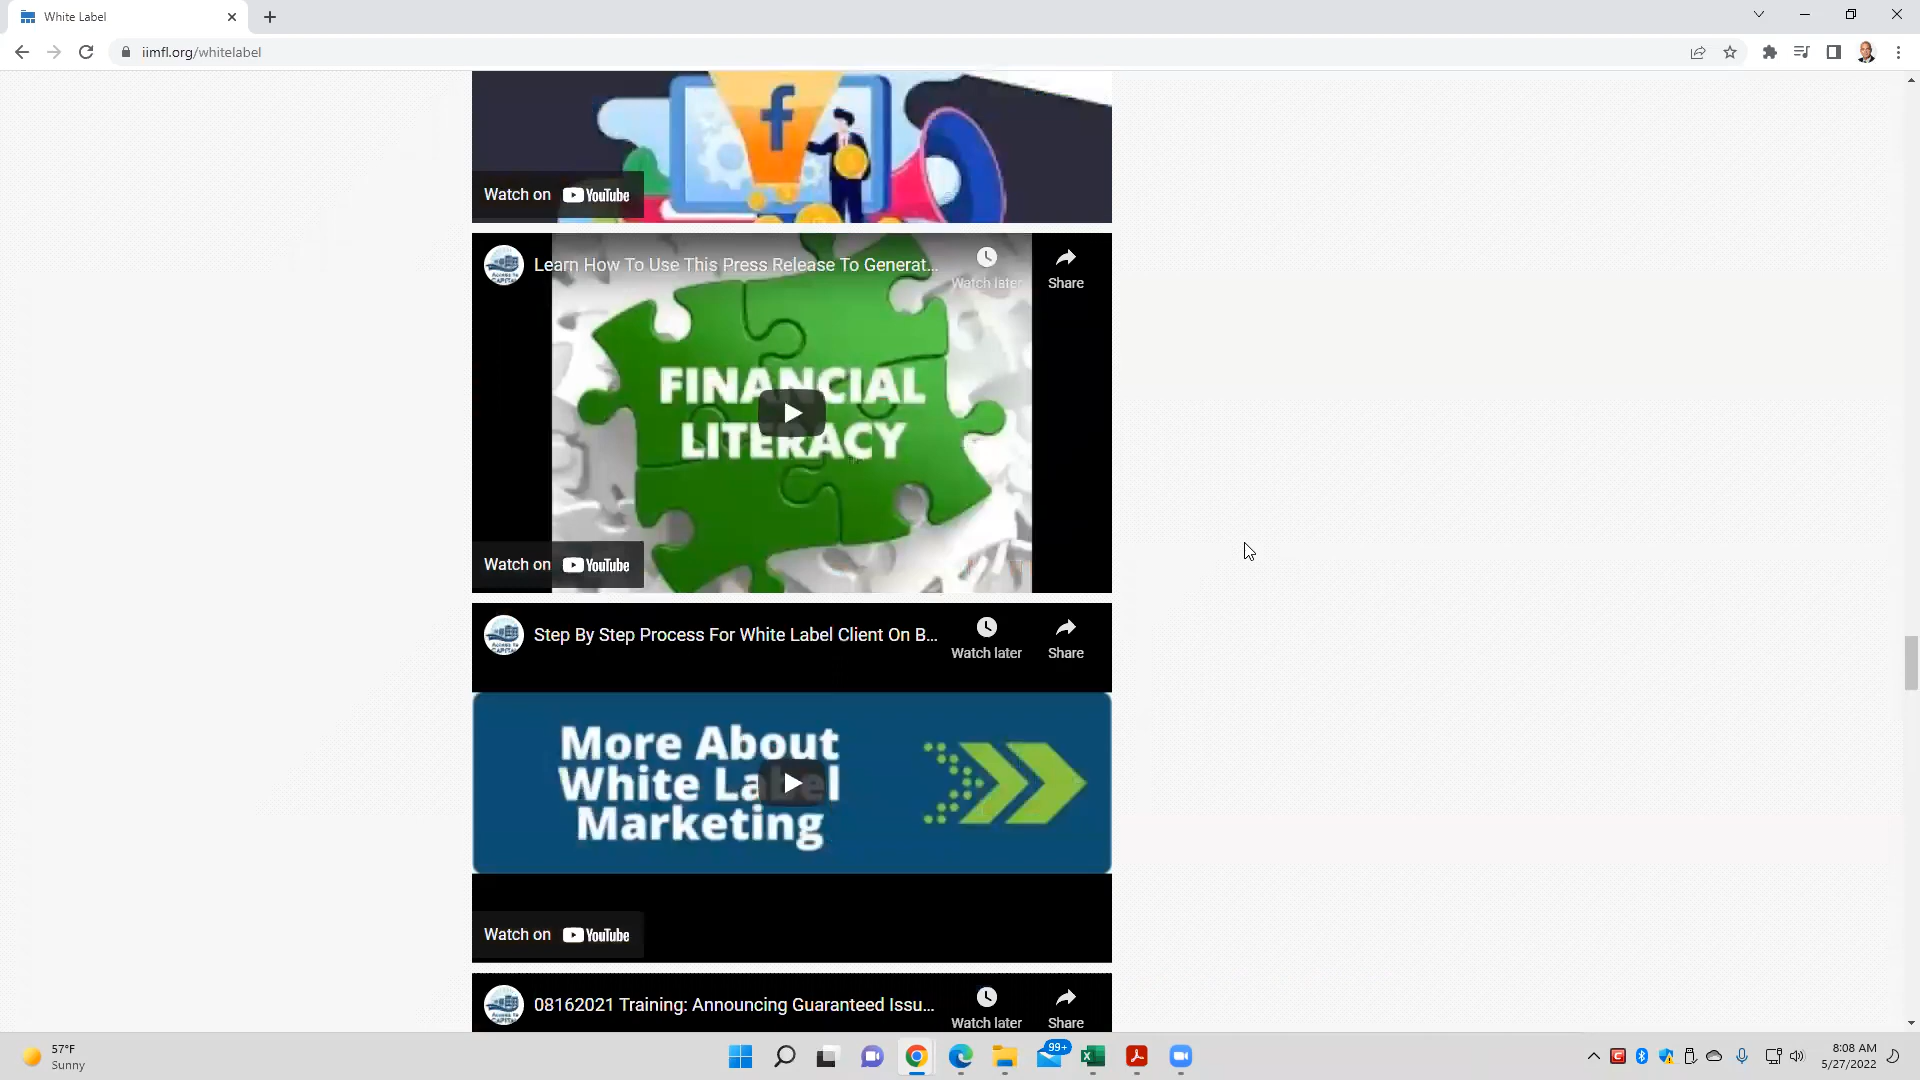 White Label
iimfl.org/whitelabel
f
Watch on YouTube
Learn How To Use This Press Release To Generat...
Watch later
Share
FINANCIAL
LITERACY
Watch on YouTube
Step By Step Process For White Label Client On B...
Watch later
Share
More About
White Label
Marketing
Watch on YouTube
08162021 Training: Announcing Guaranteed Issu...
Watch later
Share
57°F
Sunny
99+
8:08 AM
5/27/2022